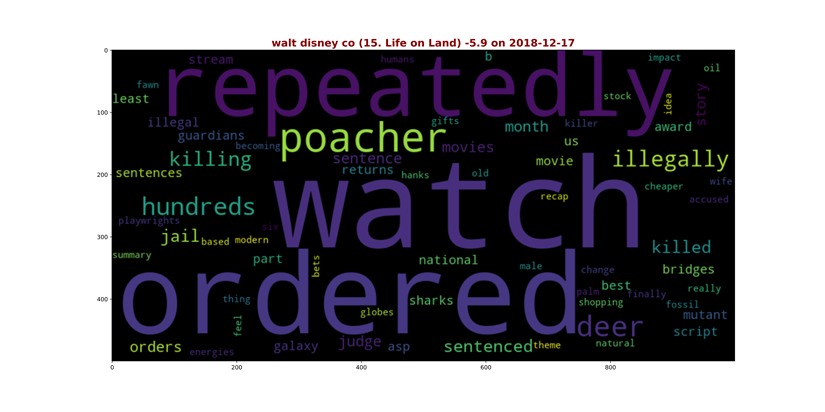 walt disney co (15. Life on Land) -5.9 on 2018-12-17
0
100
200
300
400
0
200
400
600
800
stream
humans
b
impact
oil
fawn
least
repeatedly
stock
idea
story
illegal
guardians
becoming
poacher
gifts
month
killer
award
killing
sentence
movies
us
movie
illegally
sentences
returns
hanks
old
cheaper
wife
hundreds
watch
recap
accused
playwrights
six
jail
based
modern
killed
summary
part
bets
national
male
change
bridges
ordered
thing
feel
globes
sharks
palm
shopping
best
finally
really
fossil
mutant
deer
script
orders
energies
galaxy
judge
asp
sentenced
theme
natural